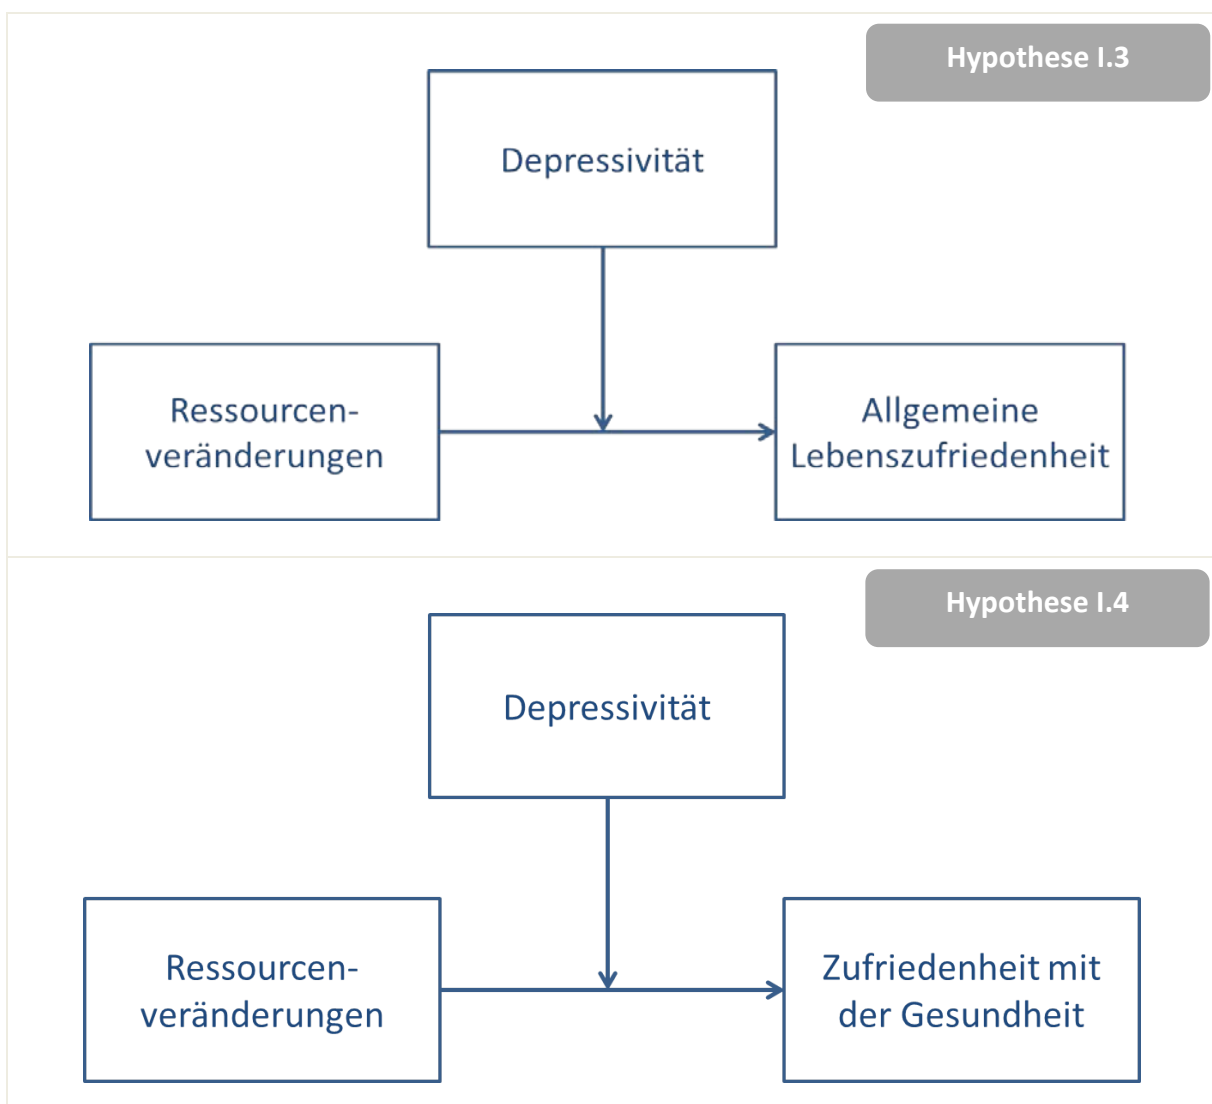 Hypothese I.3
Depressivität
Ressourcen-
veränderungen
Allgemeine
Lebenszufriedenheit
Hypothese I.4
Depressivität
Ressourcen-
veränderungen
Zufriedenheit mit
der Gesundheit